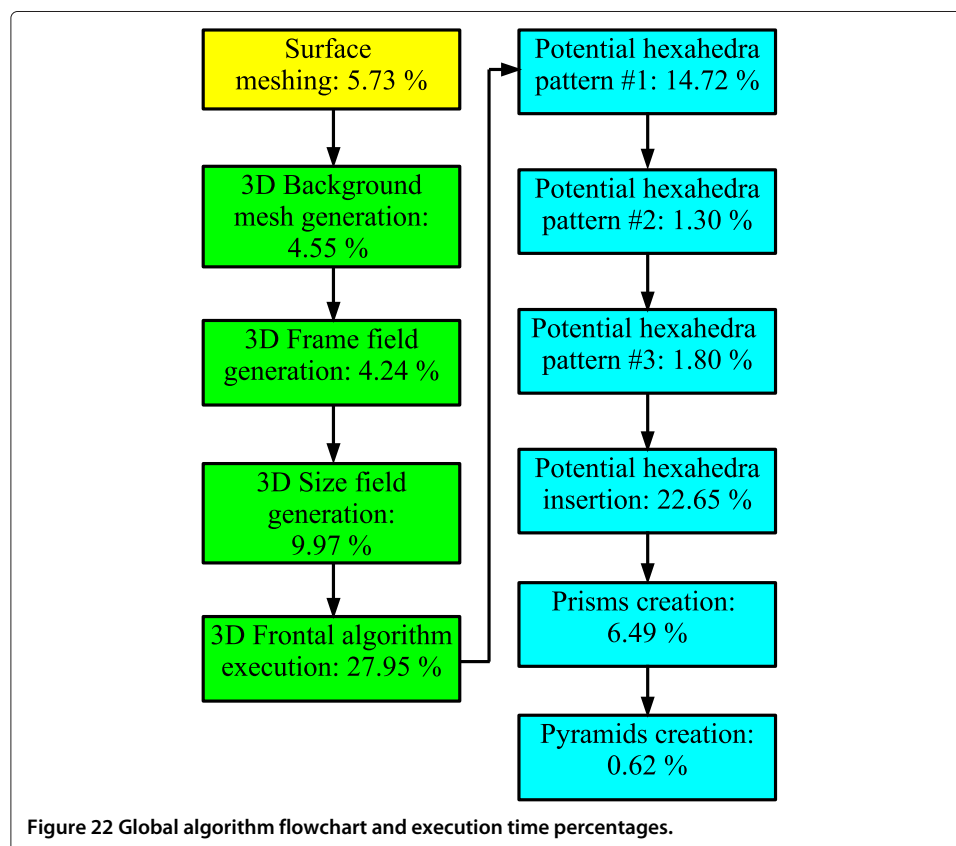 Surface
meshing: 5.73 %
3D Background
mesh generation:
4.55 %
3D Frame field
generation: 4.24 %
3D Size field
generation:
9.97 %
3D Frontal algorithm
execution: 27.95 %
Potential hexahedra
pattern #1: 14.72 %
Potential hexahedra
pattern #2: 1.30 %
Potential hexahedra
pattern #3: 1.80 %
Potential hexahedra
insertion: 22.65 %
Prisms creation:
6.49 %
Pyramids creation:
0.62 %
Figure 22 Global algorithm flowchart and execution time percentages.